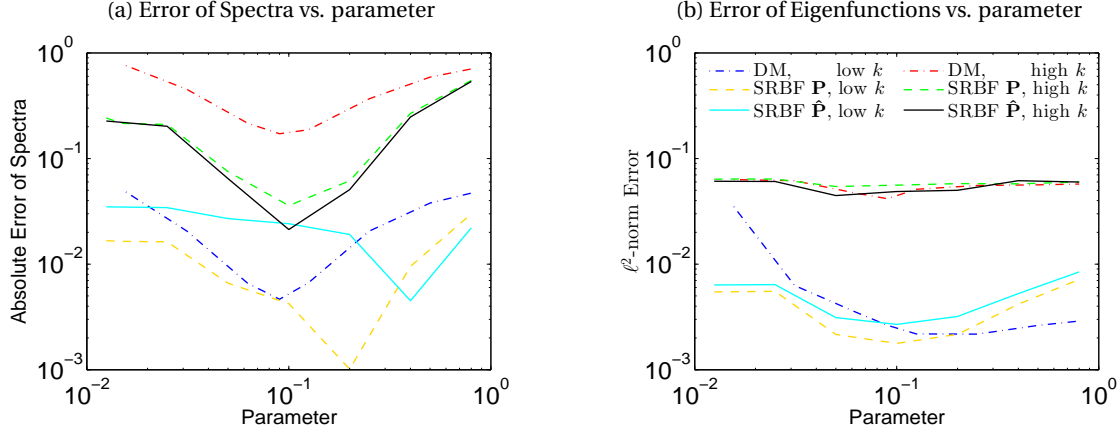 (a) Error of Spectra vs. parameter
10^0
10^-1
10^-2
10^-3
Absolute Error of Spectra
10^-2
10^-1
10^0
Parameter
(b) Error of Eigenfunctions vs. parameter
DM, low k
DM, high k
SRBF P, low k
SRBF P, high k
SRBF P̂, low k
SRBF P̂, high k
10^0
10^-1
10^-2
10^-3
ℓ²-norm Error
10^-2
10^-1
10^0
Parameter